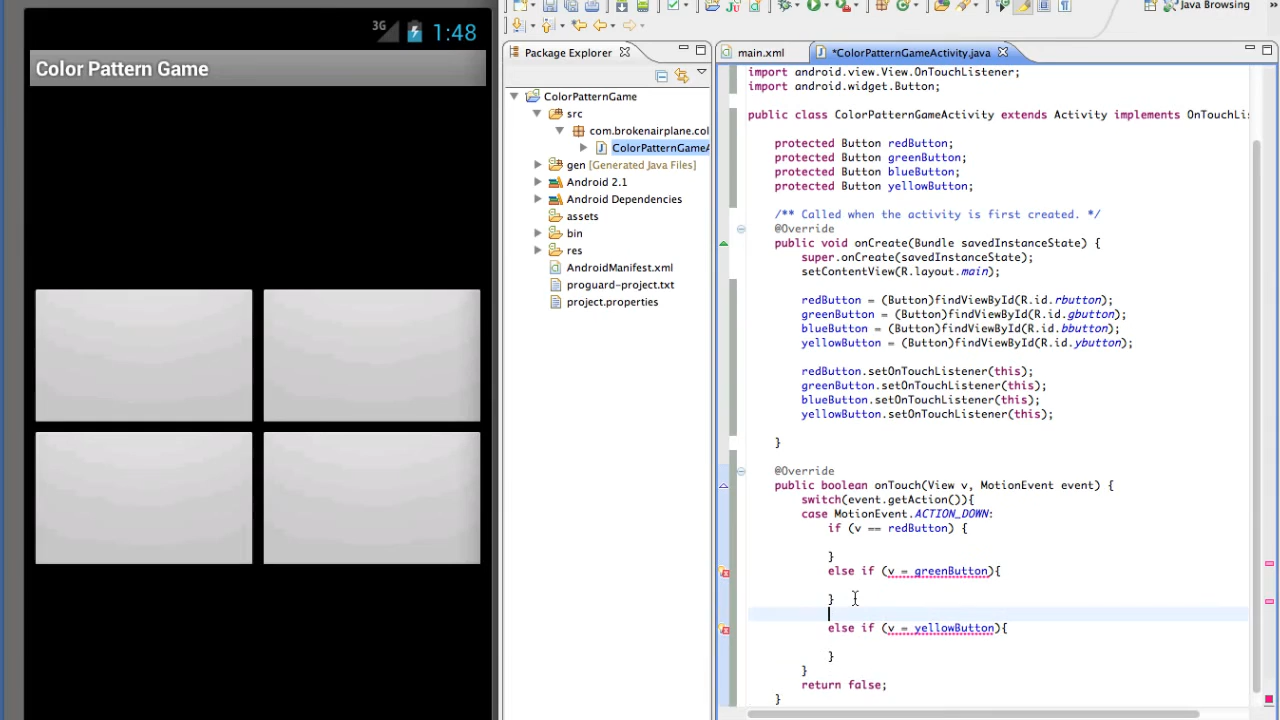 3G 1:48
Color Pattern Game
Java Browsing
Package Explorer
ColorPatternGame
src
com.brokenairplane.col
ColorPatternGameA
gen [Generated Java Files]
Android 2.1
Android Dependencies
assets
bin
res
AndroidManifest.xml
proguard-project.txt
project.properties
main.xml *ColorPatternGameActivity.java
import android.view.View.OnTouchListener;
import android.widget.Button;
public class ColorPatternGameActivity extends Activity implements OnTouchLi
protected Button redButton;
protected Button greenButton;
protected Button blueButton;
protected Button yellowButton;
/** Called when the activity is first created. */
@Override
public void onCreate(Bundle savedInstanceState) {
super.onCreate(savedInstanceState);
setContentView(R.layout.main);
redButton = (Button)findViewById(R.id.rbutton);
greenButton = (Button)findViewById(R.id.gbutton);
blueButton = (Button)findViewById(R.id.bbutton);
yellowButton = (Button)findViewById(R.id.ybutton);
redButton.setOnTouchListener(this);
greenButton.setOnTouchListener(this);
blueButton.setOnTouchListener(this);
yellowButton.setOnTouchListener(this);
}
@Override
public boolean onTouch(View v, MotionEvent event) {
switch(event.getAction()){
case MotionEvent.ACTION_DOWN:
if (v == redButton) {
}
else if (v = greenButton){
}
else if (v = yellowButton){
}
}
return false;
}